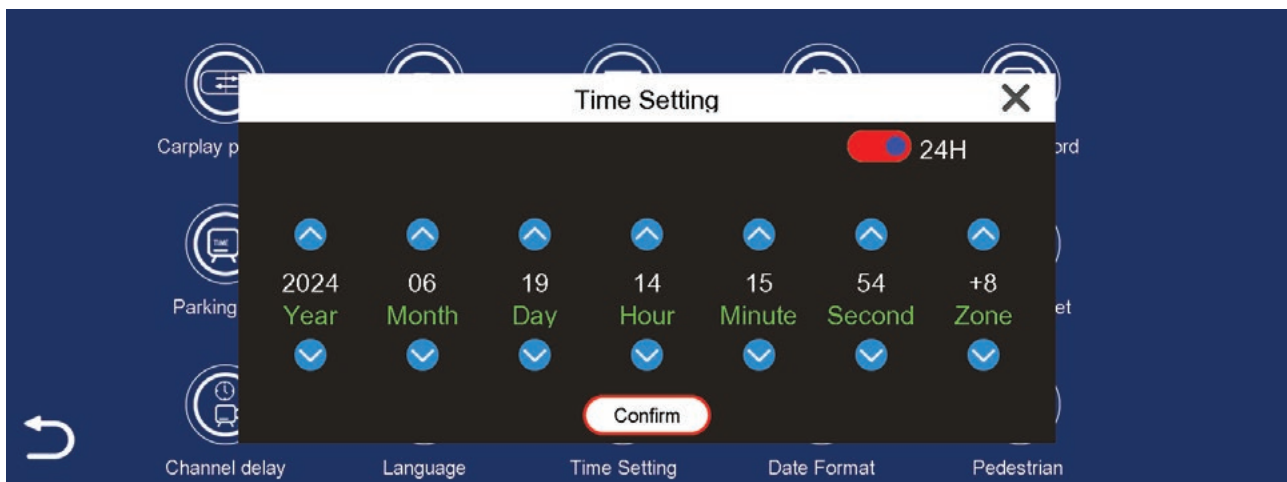 Time Setting
Carplay p
24H
ord
TIME
2024 06 19 14 15 54 +8
Parking
et
Year Month Day Hour Minute Second Zone
Confirm
Channel delay Language Time Setting Date Format Pedestrian